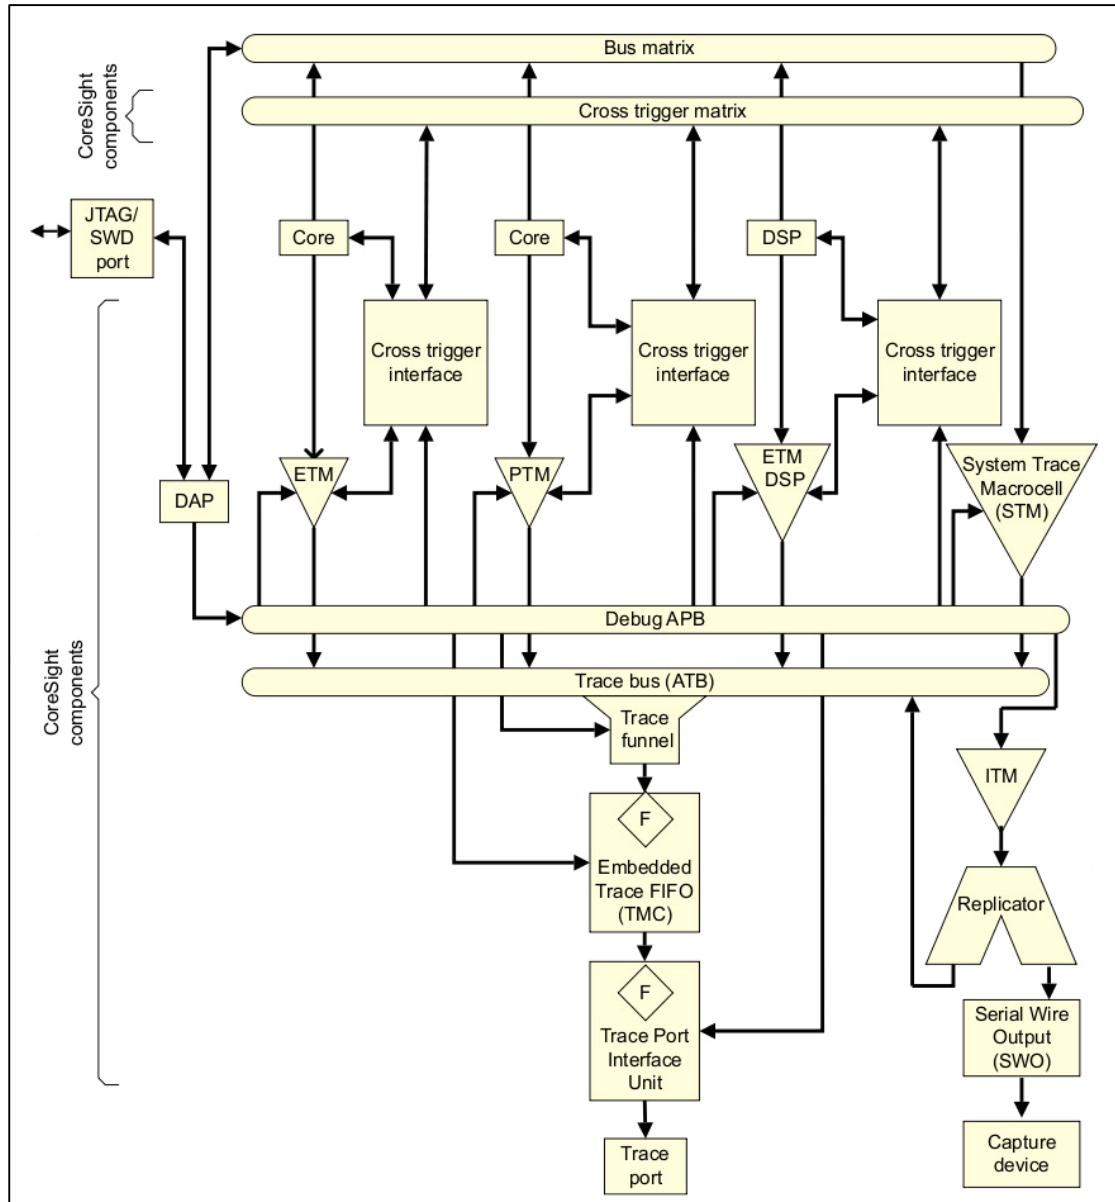 Bus matrix
CoreSight
components
Cross trigger matrix
JTAG/
SWD
port
Core
Core
DSP
Cross trigger
interface
Cross trigger
interface
Cross trigger
interface
ETM
PTM
ETM
DSP
System Trace
Macrocell
(STM)
DAP
Debug APB
CoreSight
components
Trace bus (ATB)
Trace
funnel
ITM
F
Embedded
Trace FIFO
(TMC)
Replicator
F
Trace Port
Interface
Unit
Serial Wire
Output
(SWO)
Trace
port
Capture
device